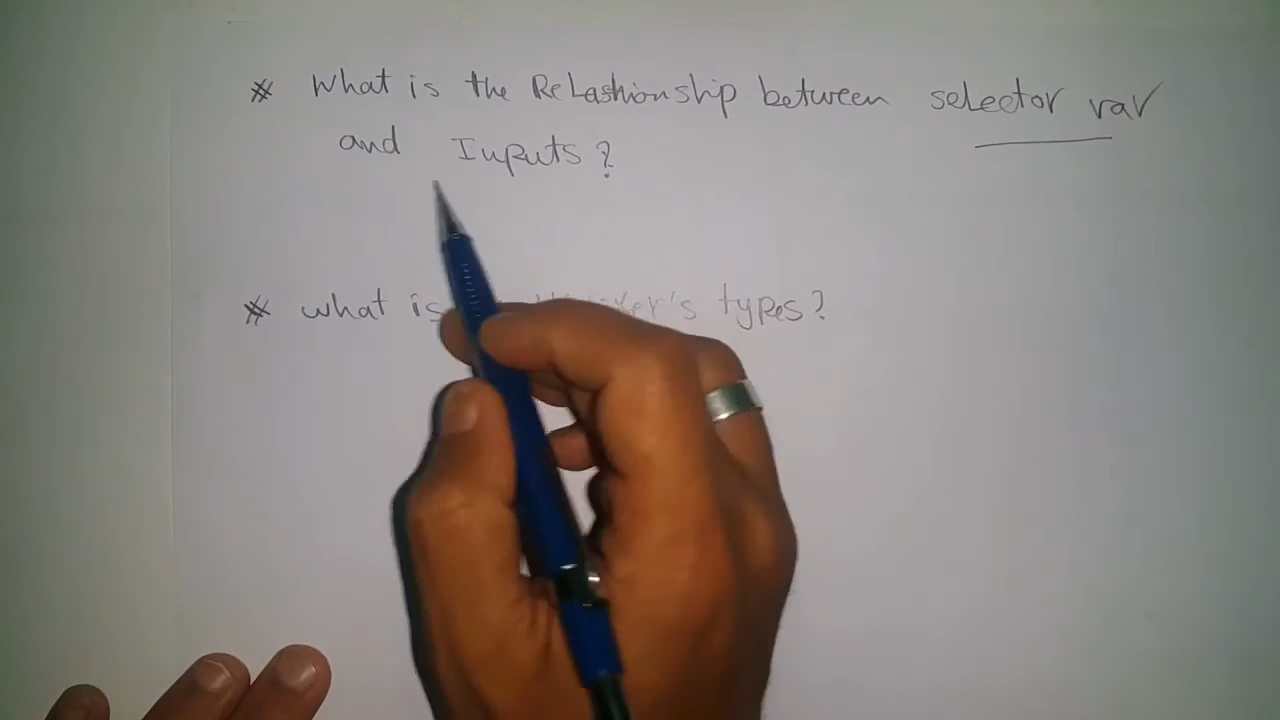 * What is the Relashionship between selector var
and Inputs?
* what is types?